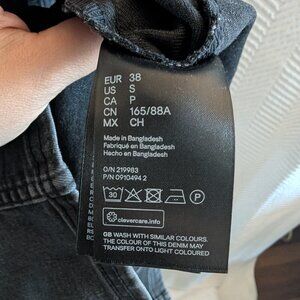 EUR 38
US S
CA P
CN 165/88A
MX CH
Made in Bangladesh
Fabriqué en Bangladesh
Hecho en Bangladesh
O/N 219983
P/N 0910494 2
30 P
clevercare.info
GB WASH WITH SIMILAR COLOURS.
THE COLOUR OF THIS DENIM MAY
TRANSFER ONTO LIGHT COLOURED